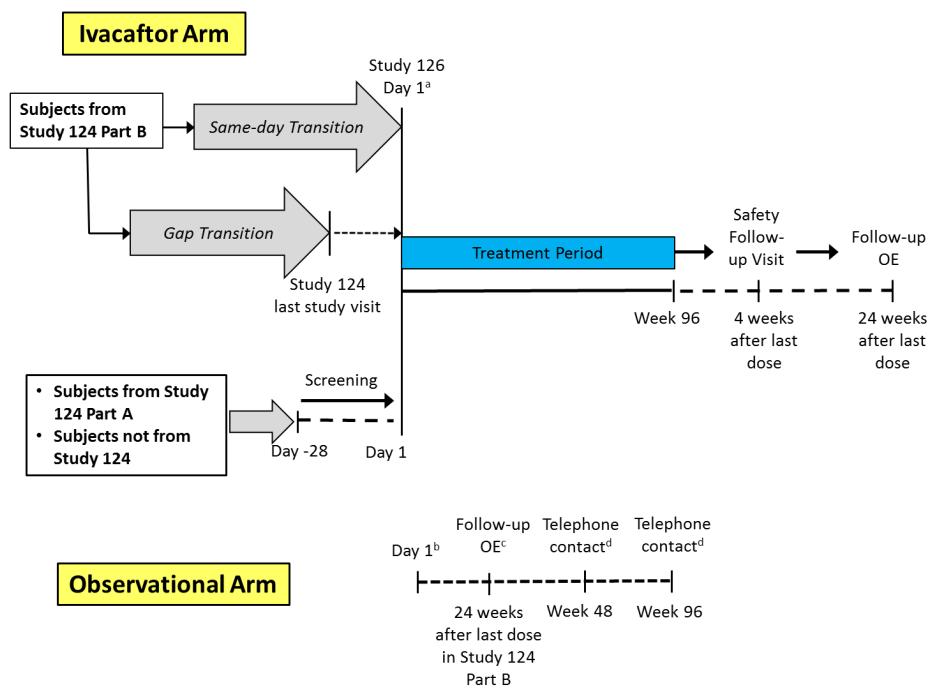 Ivacaftor Arm
Study 126
Day 1ᵃ
Subjects from
Study 124 Part B
Same-day Transition
Gap Transition
Study 124
last study visit
Treatment Period
Safety
Follow-
up Visit
Follow-up
OE
Week 96
4 weeks
after last
dose
24 weeks
after last
dose
• Subjects from Study
124 Part A
• Subjects not from
Study 124
Screening
Day -28
Day 1
Observational Arm
Day 1ᵇ
Follow-up
OEᶜ
Telephone
contactᵈ
Telephone
contactᵈ
24 weeks
after last dose
in Study 124
Part B
Week 48
Week 96